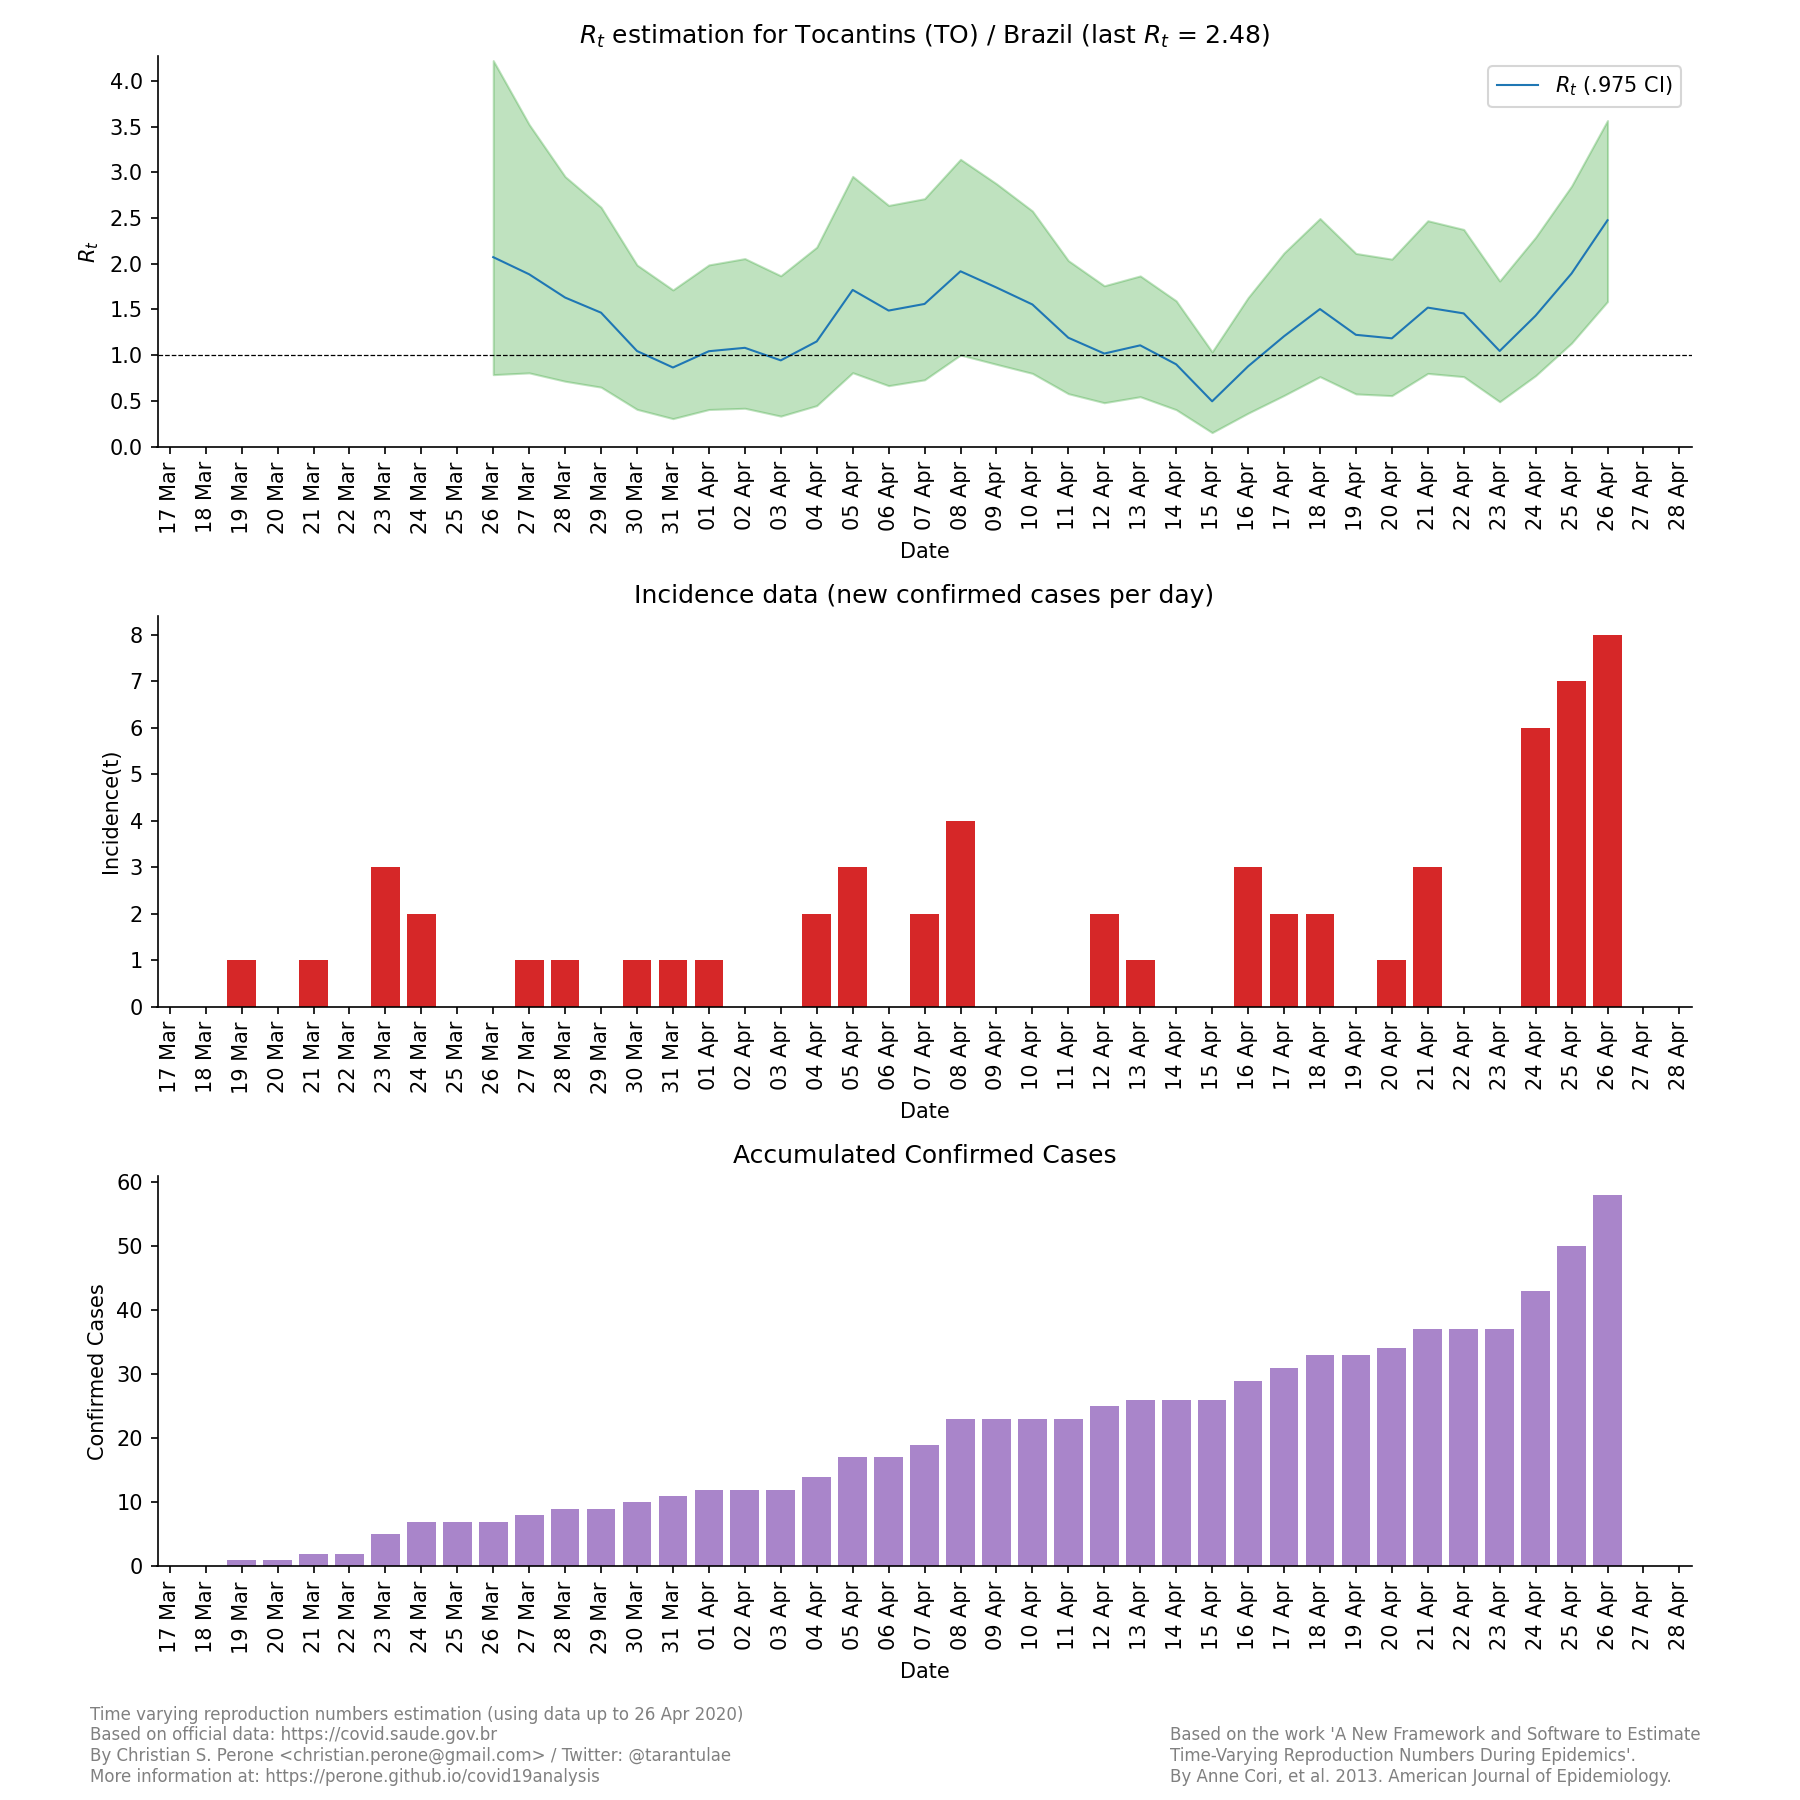 Rt estimation for Tocantins (TO) / Brazil (last Rt = 2.48)
Rt (.975 CI)
Rt
4.0
3.5
3.0
2.5
2.0
1.5
1.0
0.5
0.0
17 Mar 18 Mar 19 Mar 20 Mar 21 Mar 22 Mar 23 Mar 24 Mar 25 Mar 26 Mar 27 Mar 28 Mar 29 Mar 30 Mar 31 Mar 01 Apr 02 Apr 03 Apr 04 Apr 05 Apr 06 Apr 07 Apr 08 Apr 09 Apr 10 Apr 11 Apr 12 Apr 13 Apr 14 Apr 15 Apr 16 Apr 17 Apr 18 Apr 19 Apr 20 Apr 21 Apr 22 Apr 23 Apr 24 Apr 25 Apr 26 Apr 27 Apr 28 Apr
Date
Incidence data (new confirmed cases per day)
Incidence(t)
8
7
6
5
4
3
2
1
0
17 Mar 18 Mar 19 Mar 20 Mar 21 Mar 22 Mar 23 Mar 24 Mar 25 Mar 26 Mar 27 Mar 28 Mar 29 Mar 30 Mar 31 Mar 01 Apr 02 Apr 03 Apr 04 Apr 05 Apr 06 Apr 07 Apr 08 Apr 09 Apr 10 Apr 11 Apr 12 Apr 13 Apr 14 Apr 15 Apr 16 Apr 17 Apr 18 Apr 19 Apr 20 Apr 21 Apr 22 Apr 23 Apr 24 Apr 25 Apr 26 Apr 27 Apr 28 Apr
Date
Accumulated Confirmed Cases
Confirmed Cases
60
50
40
30
20
10
0
17 Mar 18 Mar 19 Mar 20 Mar 21 Mar 22 Mar 23 Mar 24 Mar 25 Mar 26 Mar 27 Mar 28 Mar 29 Mar 30 Mar 31 Mar 01 Apr 02 Apr 03 Apr 04 Apr 05 Apr 06 Apr 07 Apr 08 Apr 09 Apr 10 Apr 11 Apr 12 Apr 13 Apr 14 Apr 15 Apr 16 Apr 17 Apr 18 Apr 19 Apr 20 Apr 21 Apr 22 Apr 23 Apr 24 Apr 25 Apr 26 Apr 27 Apr 28 Apr
Date
Time varying reproduction numbers estimation (using data up to 26 Apr 2020)
Based on official data: https://covid.saude.gov.br
By Christian S. Perone <christian.perone@gmail.com> / Twitter: @tarantulae
More information at: https://perone.github.io/covid19analysis
Based on the work 'A New Framework and Software to Estimate
Time-Varying Reproduction Numbers During Epidemics'.
By Anne Cori, et al. 2013. American Journal of Epidemiology.